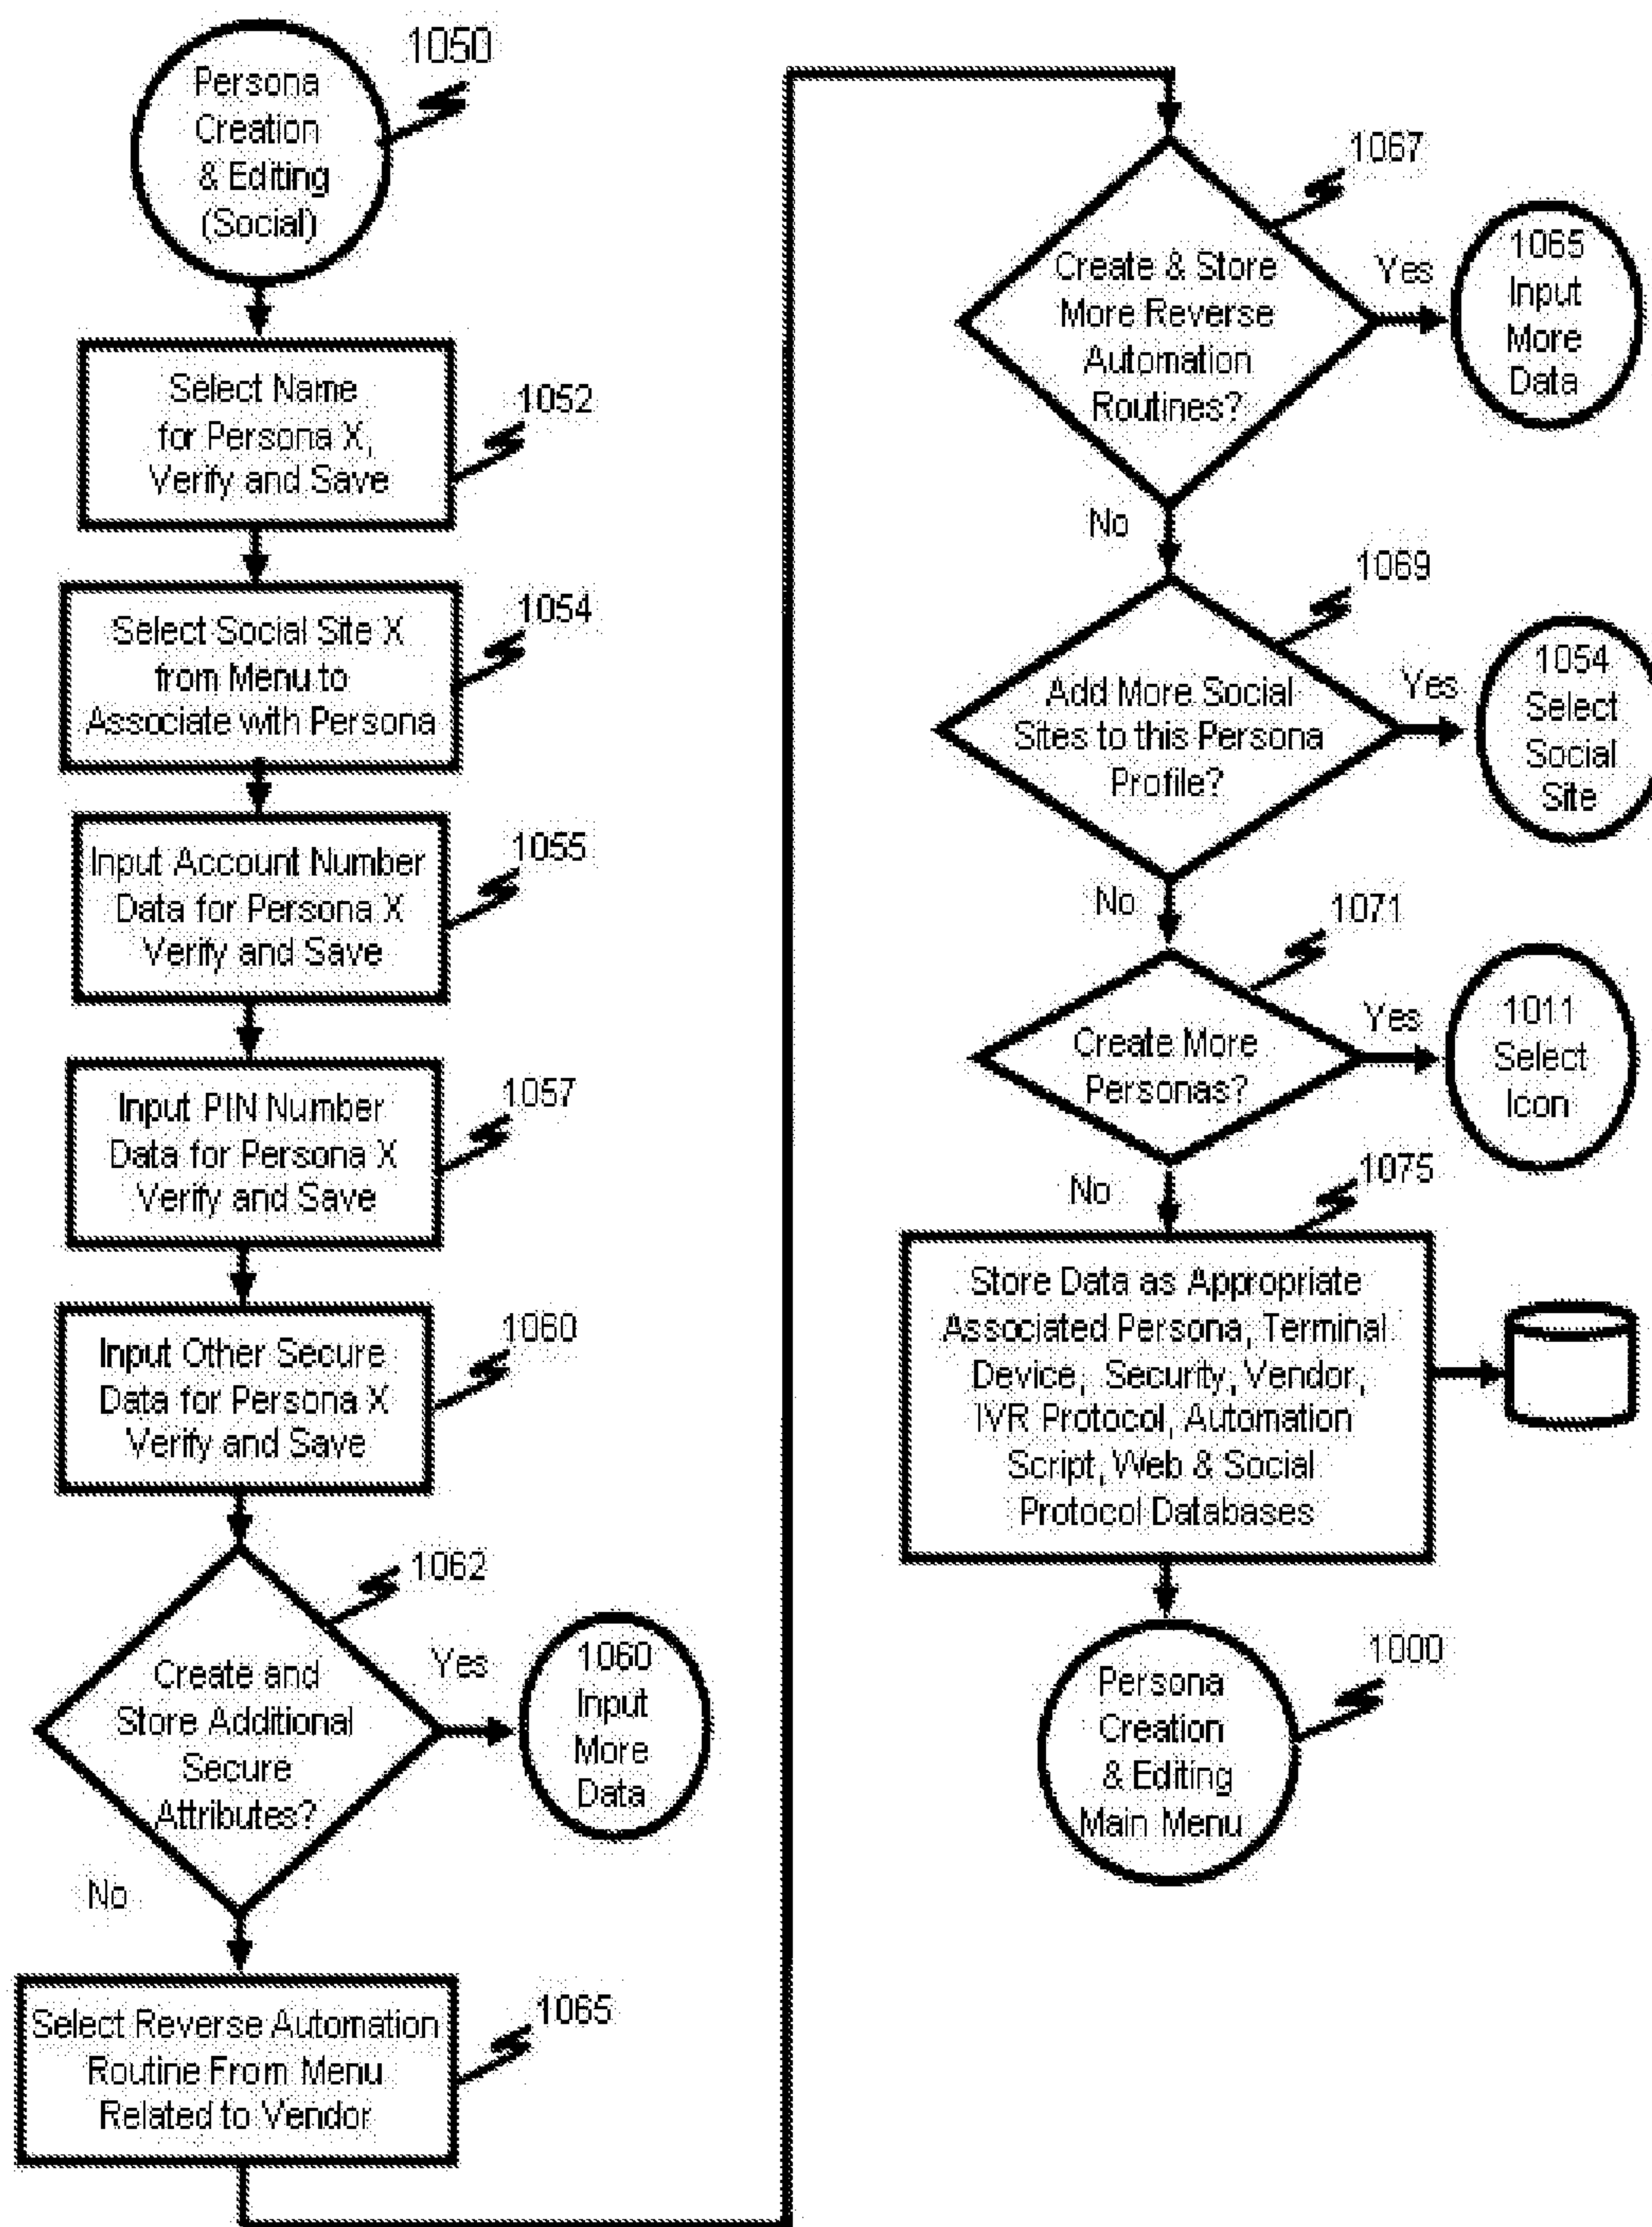 1050
Persona
Creation
& Editing
(Social)
Select Name
for Persona X,
Verify and Save
1052
Select Social Site X
from Menu to
Associate with Persona
1054
Input Account Number
Data for Persona X
Verify and Save
1055
Input PIN Number
Data for Persona X
Verify and Save
1057
Input Other Secure
Data for Persona X
Verify and Save
1060
1062
Create and
Store Additional
Secure
Attributes?
Yes
1060
Input
More
Data
No
Select Reverse Automation
Routine From Menu
Related to Vendor
1065
1067
Create & Store
More Reverse
Automation
Routines?
Yes
1065
Input
More
Data
No
1069
Add More Social
Sites to this Persona
Profile?
Yes
1054
Select
Social
Site
No
1071
Create More
Personas?
Yes
1011
Select
Icon
No
1075
Store Data as Appropriate
Associated Persona, Terminal
Device, Security, Vendor,
IVR Protocol, Automation
Script, Web & Social
Protocol Databases
Persona
Creation
& Editing
Main Menu
1000